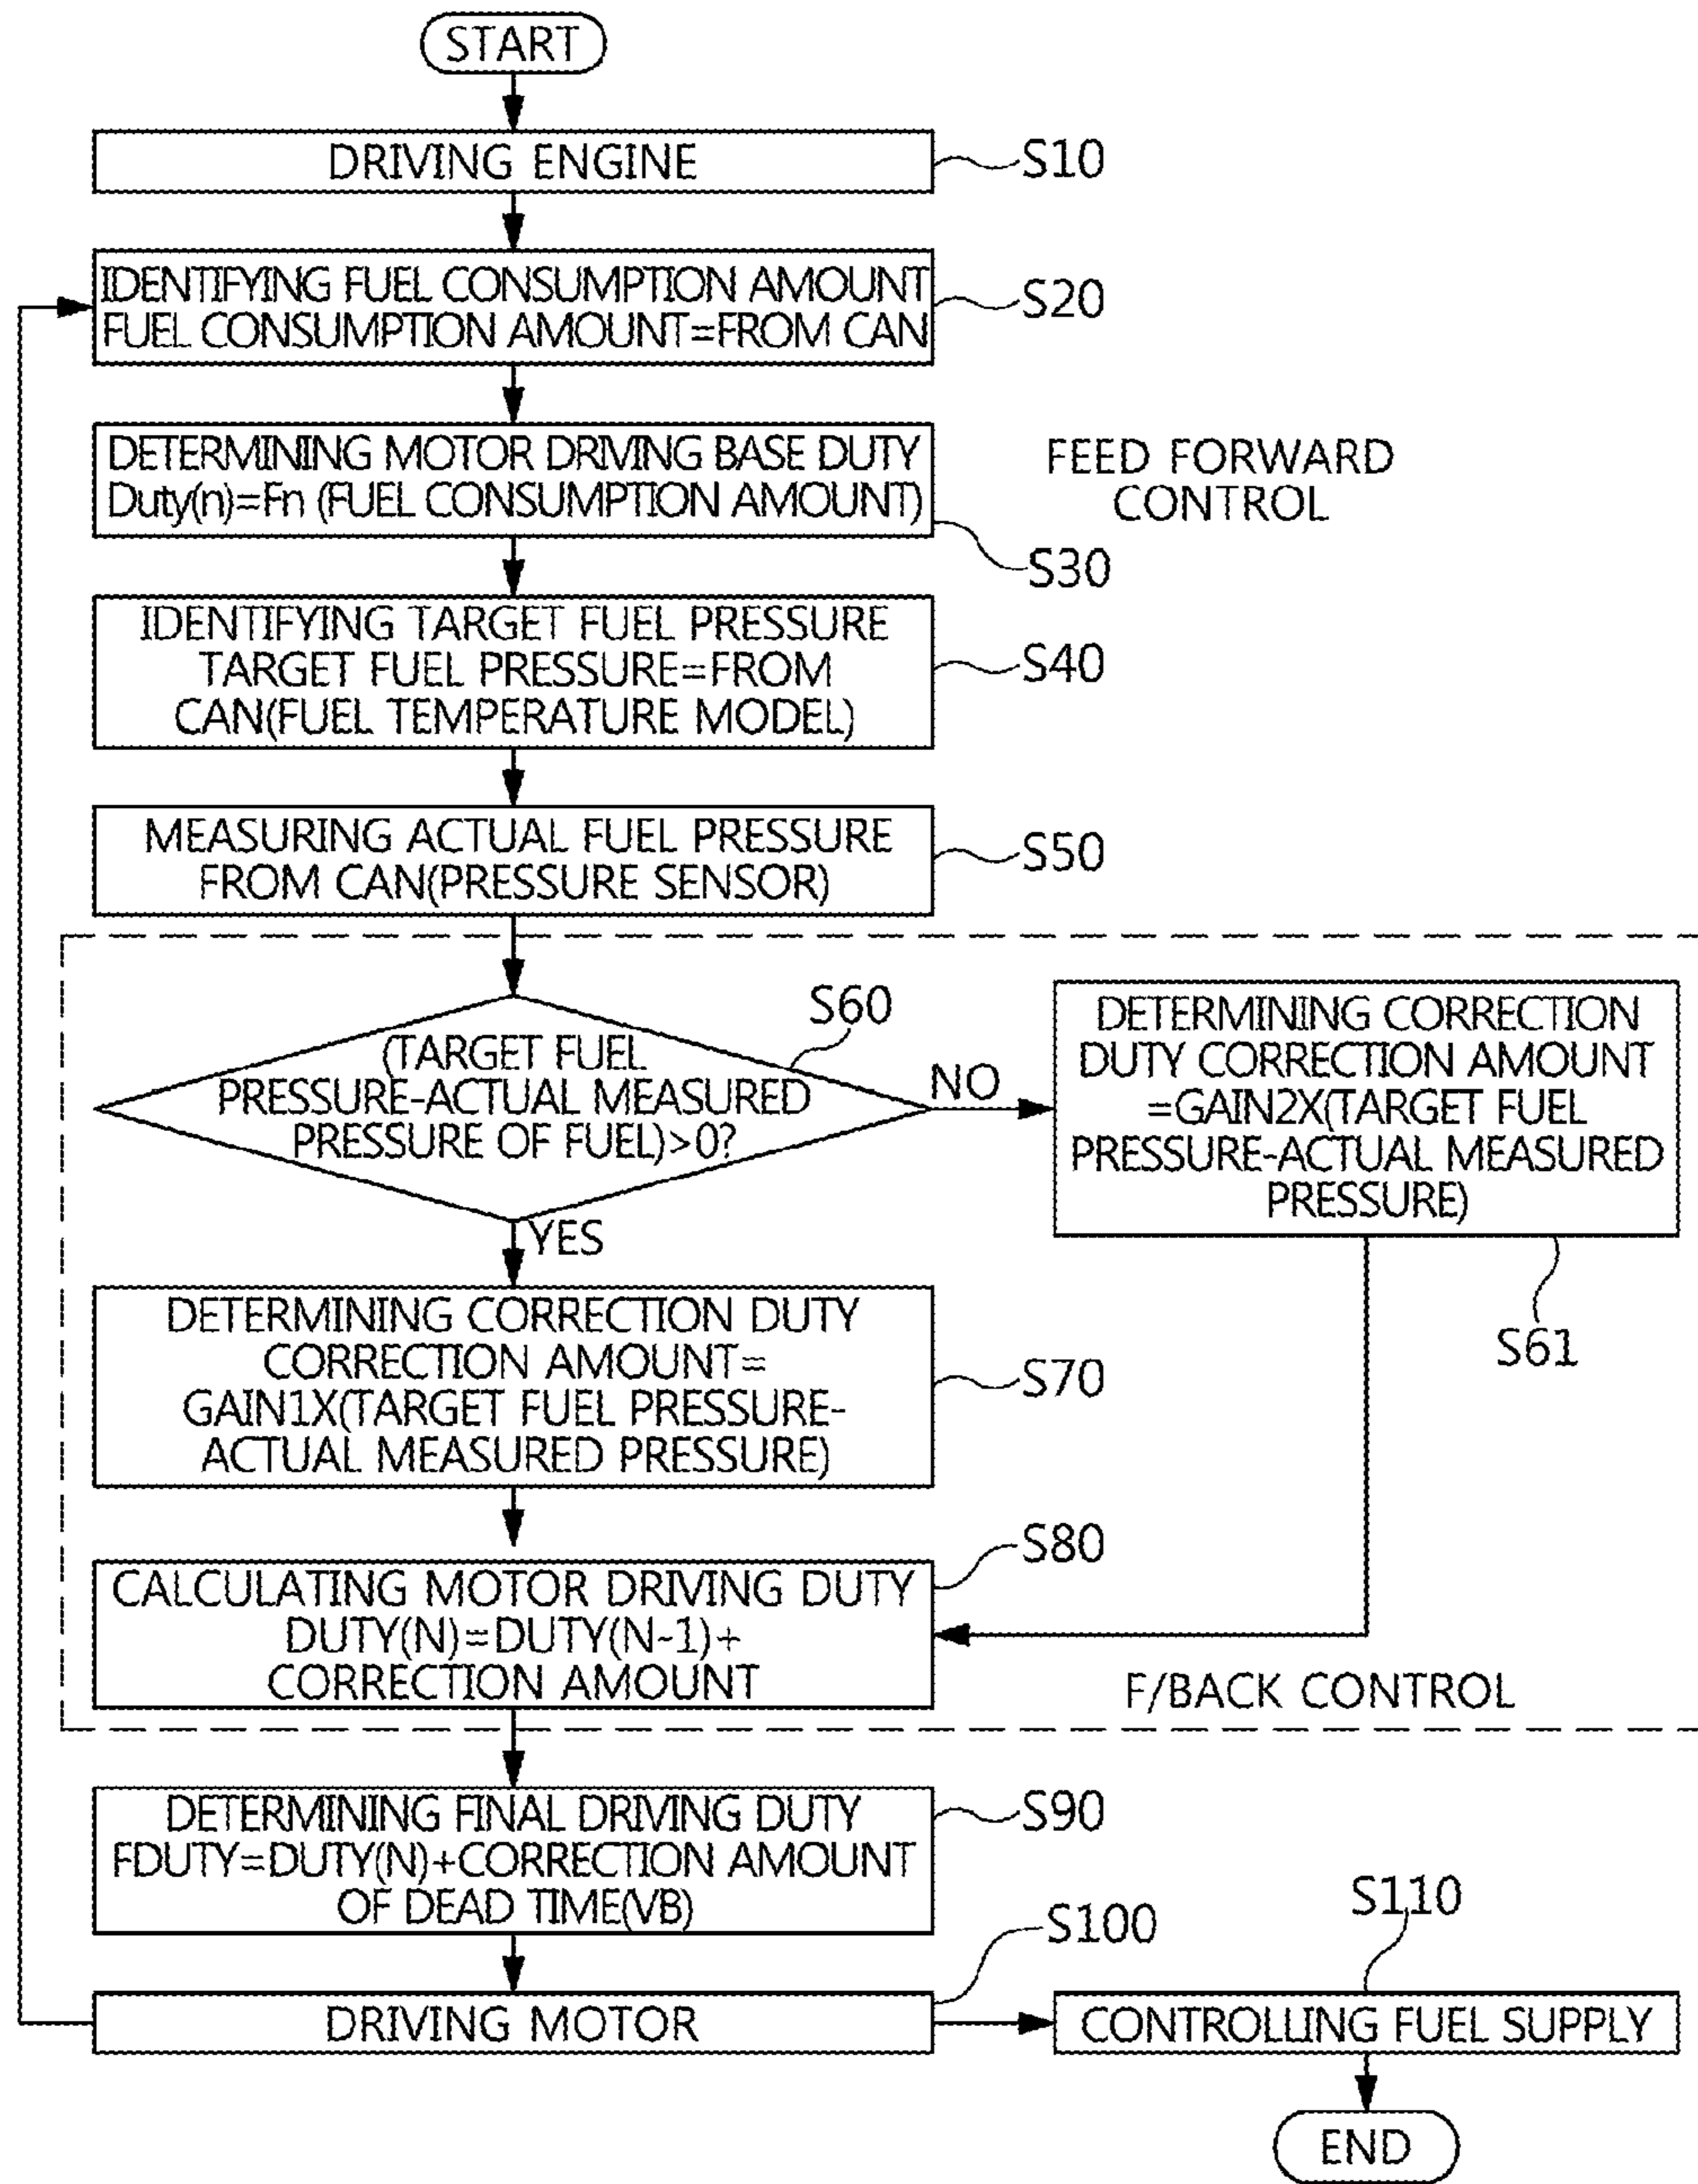 START
DRIVING ENGINE
S10
IDENTIFYING FUEL CONSUMPTION AMOUNT
FUEL CONSUMPTION AMOUNT=FROM CAN
S20
DETERMINING MOTOR DRIVING BASE DUTY
Duty(n)=Fn (FUEL CONSUMPTION AMOUNT)
S30
FEED FORWARD
CONTROL
IDENTIFYING TARGET FUEL PRESSURE
TARGET FUEL PRESSURE=FROM
CAN(FUEL TEMPERATURE MODEL)
S40
MEASURING ACTUAL FUEL PRESSURE
FROM CAN(PRESSURE SENSOR)
S50
(TARGET FUEL
PRESSURE-ACTUAL MEASURED
PRESSURE OF FUEL)>0?
S60
NO
DETERMINING CORRECTION
DUTY CORRECTION AMOUNT
=GAIN2X(TARGET FUEL
PRESSURE-ACTUAL MEASURED
PRESSURE)
S61
YES
DETERMINING CORRECTION DUTY
CORRECTION AMOUNT=
GAIN1X(TARGET FUEL PRESSURE-
ACTUAL MEASURED PRESSURE)
S70
CALCULATING MOTOR DRIVING DUTY
DUTY(N)=DUTY(N-1)+
CORRECTION AMOUNT
S80
F/BACK CONTROL
DETERMINING FINAL DRIVING DUTY
FDUTY=DUTY(N)+CORRECTION AMOUNT
OF DEAD TIME(VB)
S90
DRIVING MOTOR
S100
CONTROLLING FUEL SUPPLY
S110
END